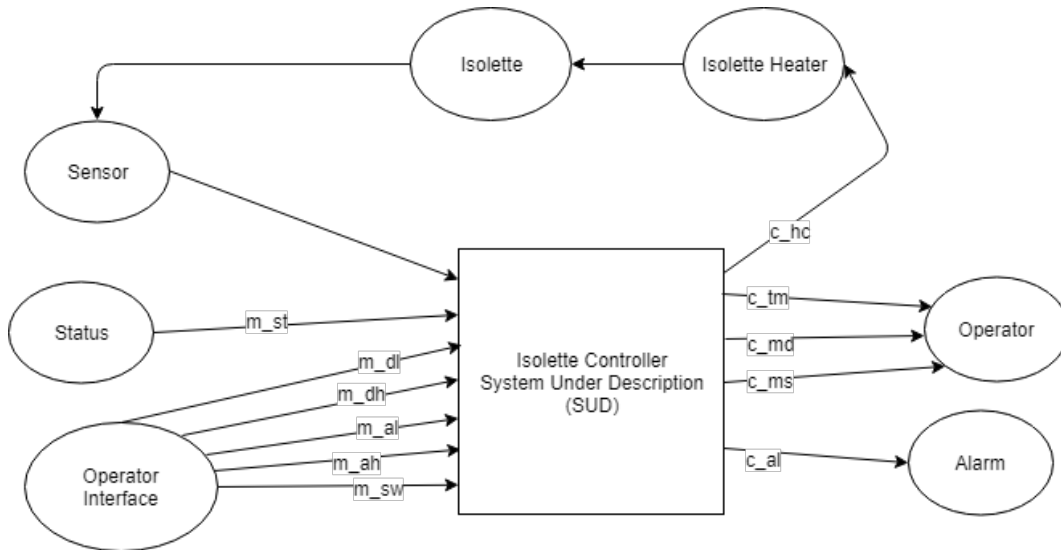 Isolette
Isolette Heater
Sensor
c_hc
Status
m_st
c_tm
Operator
c_md
c_ms
Isolette Controller
System Under Description
(SUD)
m_dl
m_dh
m_al
m_ah
m_sw
Operator
Interface
c_al
Alarm